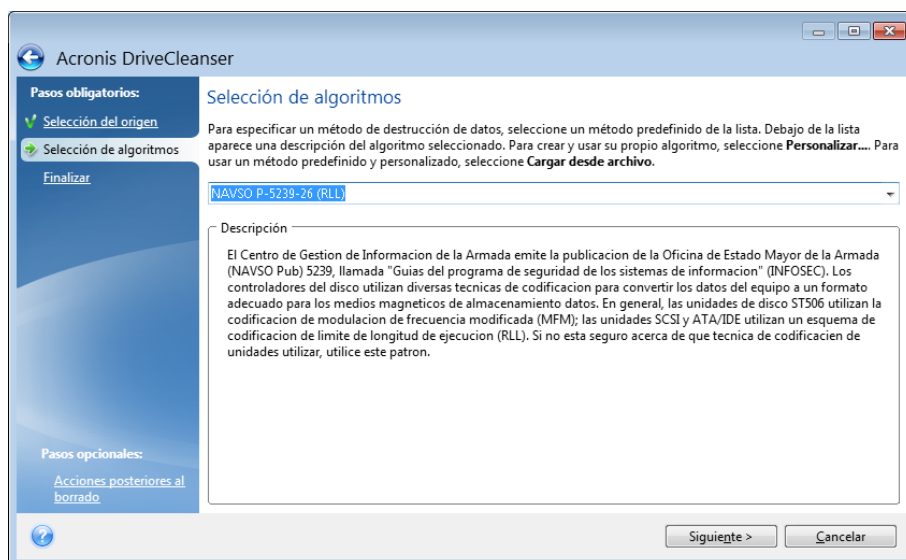 Acronis DriveCleanser
Pasos obligatorios:
Selección del origen
Selección de algoritmos
Finalizar
Pasos opcionales:
Acciones posteriores al
borrado
Selección de algoritmos
Para especificar un método de destrucción de datos, seleccione un método predefinido de la lista. Debajo de la lista
aparece una descripción del algoritmo seleccionado. Para crear y usar su propio algoritmo, seleccione Personalizar.... Para
usar un método predefinido y personalizado, seleccione Cargar desde archivo.
NAVSO P-5239-26 (RLL)
Descripción
El Centro de Gestion de Informacion de la Armada emite la publicacion de la Oficina de Estado Mayor de la Armada
(NAVSO Pub) 5239, llamada "Guias del programa de seguridad de los sistemas de informacion" (INFOSEC). Los
controladores del disco utilizan diversas tecnicas de codificacion para convertir los datos del equipo a un formato
adecuado para los medios magneticos de almacenamiento datos. En general, las unidades de disco ST506 utilizan la
codificacion de modulacion de frecuencia modificada (MFM); las unidades SCSI y ATA/IDE utilizan un esquema de
codificacion de limite de longitud de ejecucion (RLL). Si no esta seguro acerca de que tecnica de codificacien de
unidades utilizar, utilice este patron.
Siguiente >
Cancelar